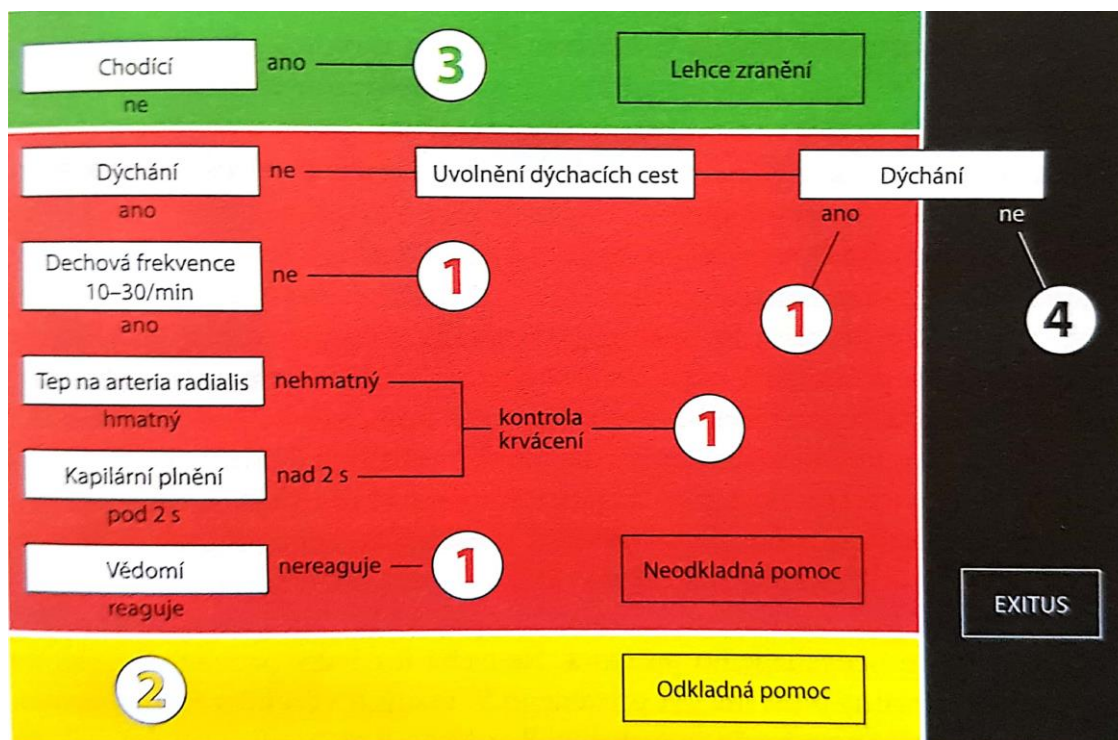 Chodící
ano
3
Lehce zranění
ne
Dýchání
ne
Uvolnění dýchacích cest
Dýchání
ano
ano
ne
Dechová frekvence
10–30/min
ne
1
1
4
ano
Tep na arteria radialis
nehmatný
hmatný
kontrola
krvácení
1
Kapilární plnění
nad 2 s
pod 2 s
Vědomí
nereaguje
1
Neodkladná pomoc
reaguje
EXITUS
2
Odkladná pomoc